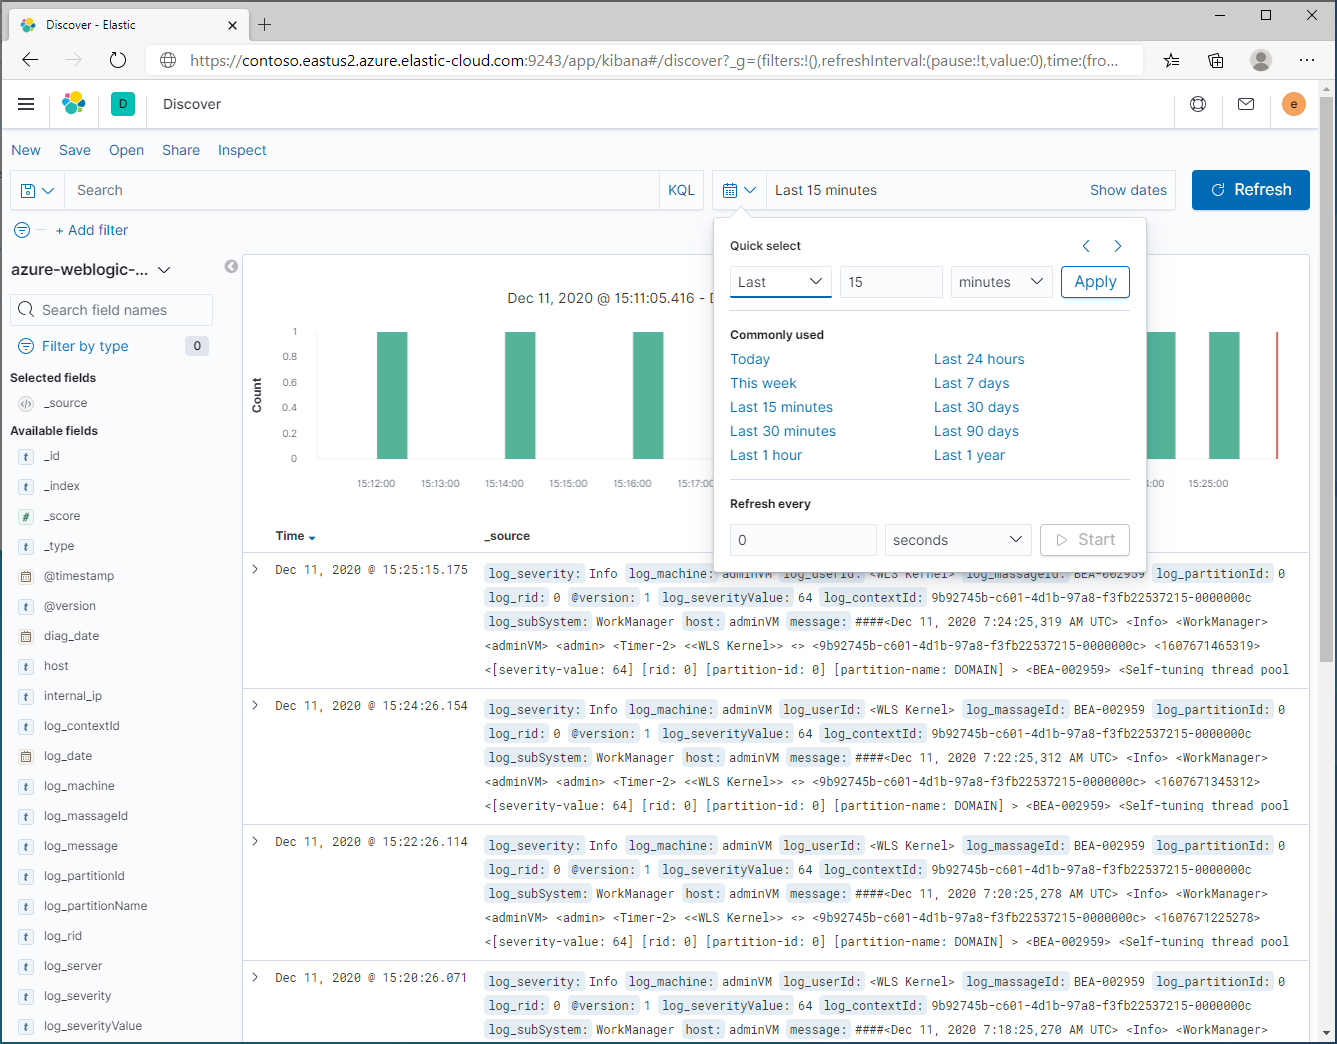 Discover - Elastic
https://contoso.eastus2.azure.elastic-cloud.com:9243/app/kibana#/discover?_g=(filters:!(),refreshInterval:(pause:!t,value:0),time:(fro...
D
Discover
e
New Save Open Share Inspect
Search KQL
Last 15 minutes Show dates
Refresh
+ Add filter
azure-weblogic-...
Search field names
Filter by type 0
Selected fields
</> _source
Available fields
t _id
t _index
# _score
t _type
@timestamp
t @version
diag_date
t host
t internal_ip
t log_contextId
log_date
t log_machine
t log_massageId
t log_message
t log_partitionId
t log_partitionName
t log_rid
t log_server
t log_severity
t log_severityValue
Dec 11, 2020 @ 15:11:05.416 - D
Count
1
0.8
0.6
0.4
0.2
0
15:12:00 15:13:00 15:14:00 15:15:00 15:16:00 15:17:00 4:00 15:25:00
Quick select
Last 15 minutes Apply
Commonly used
Today Last 24 hours
This week Last 7 days
Last 15 minutes Last 30 days
Last 30 minutes Last 90 days
Last 1 hour Last 1 year
Refresh every
0 seconds Start
Time _source
Dec 11, 2020 @ 15:25:15.175 log_severity: Info log_machine: adminVM log_userId: <WLS Kernel> log_massageId: BEA-002959 log_partitionId: 0
log_rid: 0 @version: 1 log_severityValue: 64 log_contextId: 9b92745b-c601-4d1b-97a8-f3fb22537215-0000000c
log_subSystem: WorkManager host: adminVM message: ####<Dec 11, 2020 7:24:25,319 AM UTC> <Info> <WorkManager>
<adminVM> <admin> <Timer-2> <<WLS Kernel>> <> <9b92745b-c601-4d1b-97a8-f3fb22537215-0000000c> <1607671465319>
<[severity-value: 64] [rid: 0] [partition-id: 0] [partition-name: DOMAIN] > <BEA-002959> <Self-tuning thread pool
Dec 11, 2020 @ 15:24:26.154 log_severity: Info log_machine: adminVM log_userId: <WLS Kernel> log_massageId: BEA-002959 log_partitionId: 0
log_rid: 0 @version: 1 log_severityValue: 64 log_contextId: 9b92745b-c601-4d1b-97a8-f3fb22537215-0000000c
log_subSystem: WorkManager host: adminVM message: ####<Dec 11, 2020 7:22:25,312 AM UTC> <Info> <WorkManager>
<adminVM> <admin> <Timer-2> <<WLS Kernel>> <> <9b92745b-c601-4d1b-97a8-f3fb22537215-0000000c> <1607671345312>
<[severity-value: 64] [rid: 0] [partition-id: 0] [partition-name: DOMAIN] > <BEA-002959> <Self-tuning thread pool
Dec 11, 2020 @ 15:22:26.114 log_severity: Info log_machine: adminVM log_userId: <WLS Kernel> log_massageId: BEA-002959 log_partitionId: 0
log_rid: 0 @version: 1 log_severityValue: 64 log_contextId: 9b92745b-c601-4d1b-97a8-f3fb22537215-0000000c
log_subSystem: WorkManager host: adminVM message: ####<Dec 11, 2020 7:20:25,278 AM UTC> <Info> <WorkManager>
<adminVM> <admin> <Timer-2> <<WLS Kernel>> <> <9b92745b-c601-4d1b-97a8-f3fb22537215-0000000c> <1607671225278>
<[severity-value: 64] [rid: 0] [partition-id: 0] [partition-name: DOMAIN] > <BEA-002959> <Self-tuning thread pool
Dec 11, 2020 @ 15:20:26.071 log_severity: Info log_machine: adminVM log_userId: <WLS Kernel> log_massageId: BEA-002959 log_partitionId: 0
log_rid: 0 @version: 1 log_severityValue: 64 log_contextId: 9b92745b-c601-4d1b-97a8-f3fb22537215-0000000c
log_subSystem: WorkManager host: adminVM message: ####<Dec 11, 2020 7:18:25,270 AM UTC> <Info> <WorkManager>